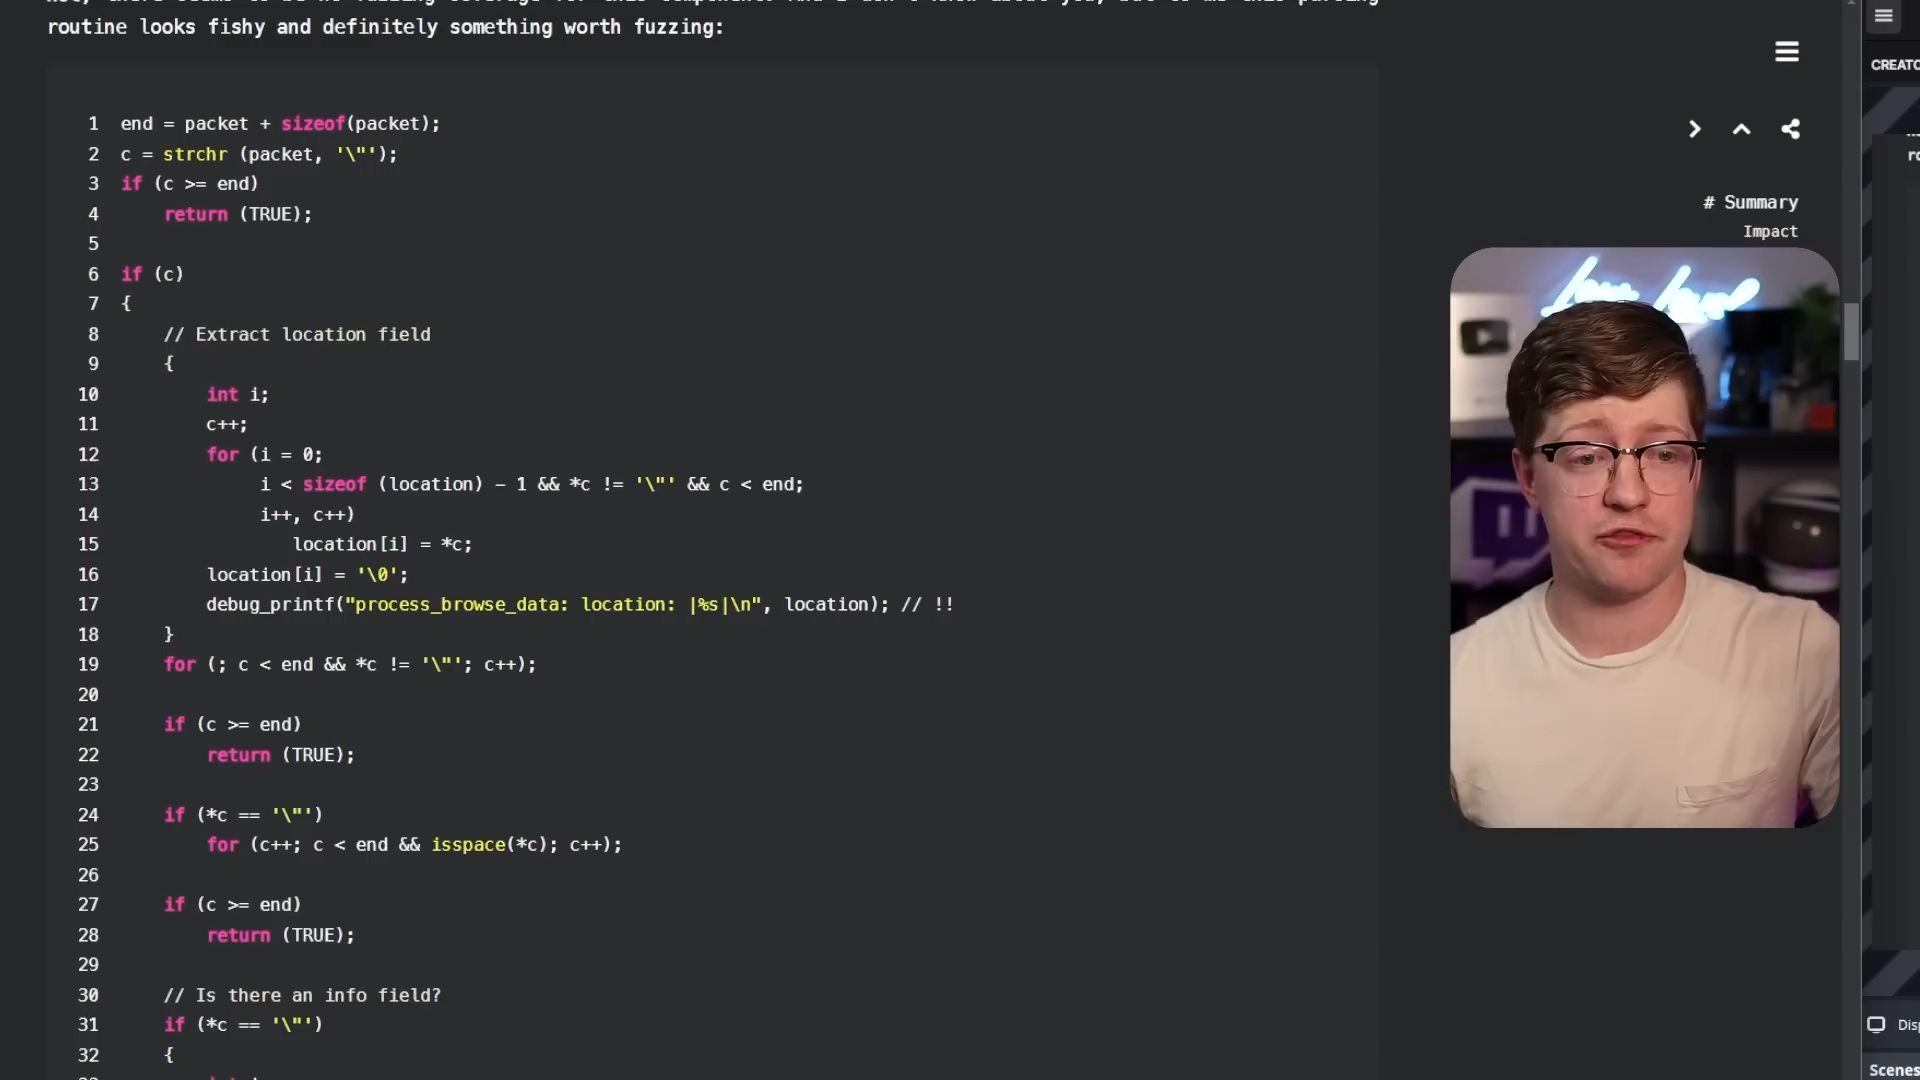 routine looks fishy and definitely something worth fuzzing:
1 end = packet + sizeof(packet);
2 c = strchr (packet, '\"');
3 if (c >= end)
4 return (TRUE);
5
6 if (c)
7 {
8 // Extract location field
9 {
10 int i;
11 c++;
12 for (i = 0;
13 i < sizeof (location) - 1 && *c != '\"' && c < end;
14 i++, c++)
15 location[i] = *c;
16 location[i] = '\0';
17 debug_printf("process_browse_data: location: |%s|\n", location); // !!
18 }
19 for (; c < end && *c != '\"'; c++);
20
21 if (c >= end)
22 return (TRUE);
23
24 if (*c == '\"')
25 for (c++; c < end && isspace(*c); c++);
26
27 if (c >= end)
28 return (TRUE);
29
30 // Is there an info field?
31 if (*c == '\"')
32 {
# Summary
Impact
CREATO
ro
Disp
Scenes